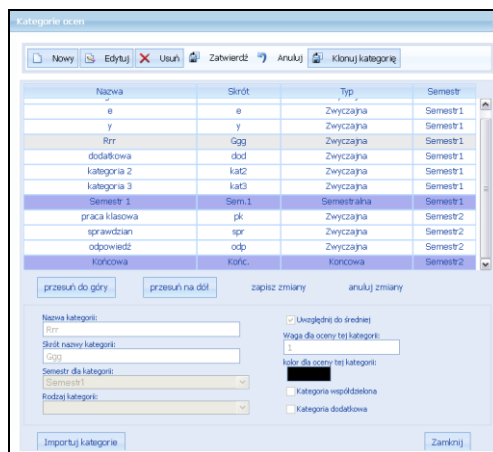 Kategorie ocen
Nowy Edytuj Usuń Zatwierdź Anuluj Klonuj kategorię
Nazwa Skrót Typ Semestr
e e Zwyczajna Semestr1
y y Zwyczajna Semestr1
Rrr Ggg Zwyczajna Semestr1
dodatkowa dod Zwyczajna Semestr1
kategoria 2 kat2 Zwyczajna Semestr1
kategoria 3 kat3 Zwyczajna Semestr1
Semestr 1 Sem.1 Semestralna Semestr1
praca klasowa pk Zwyczajna Semestr2
sprawdzian spr Zwyczajna Semestr2
odpowiedź odp Zwyczajna Semestr2
Końcowa Końc. Koncowa Semestr2
przesuń do góry przesuń na dół zapisz zmiany anuluj zmiany
Nazwa kategorii:
Rrr
Skrót nazwy kategorii:
Ggg
Semestr dla kategorii:
Semestr1
Rodzaj kategorii:
Uwzględnij do średniej
Waga dla oceny tej kategorii:
1
kolor dla oceny tej kategorii:
Kategoria współdzielona
Kategoria dodatkowa
Importuj kategorie Zamknij